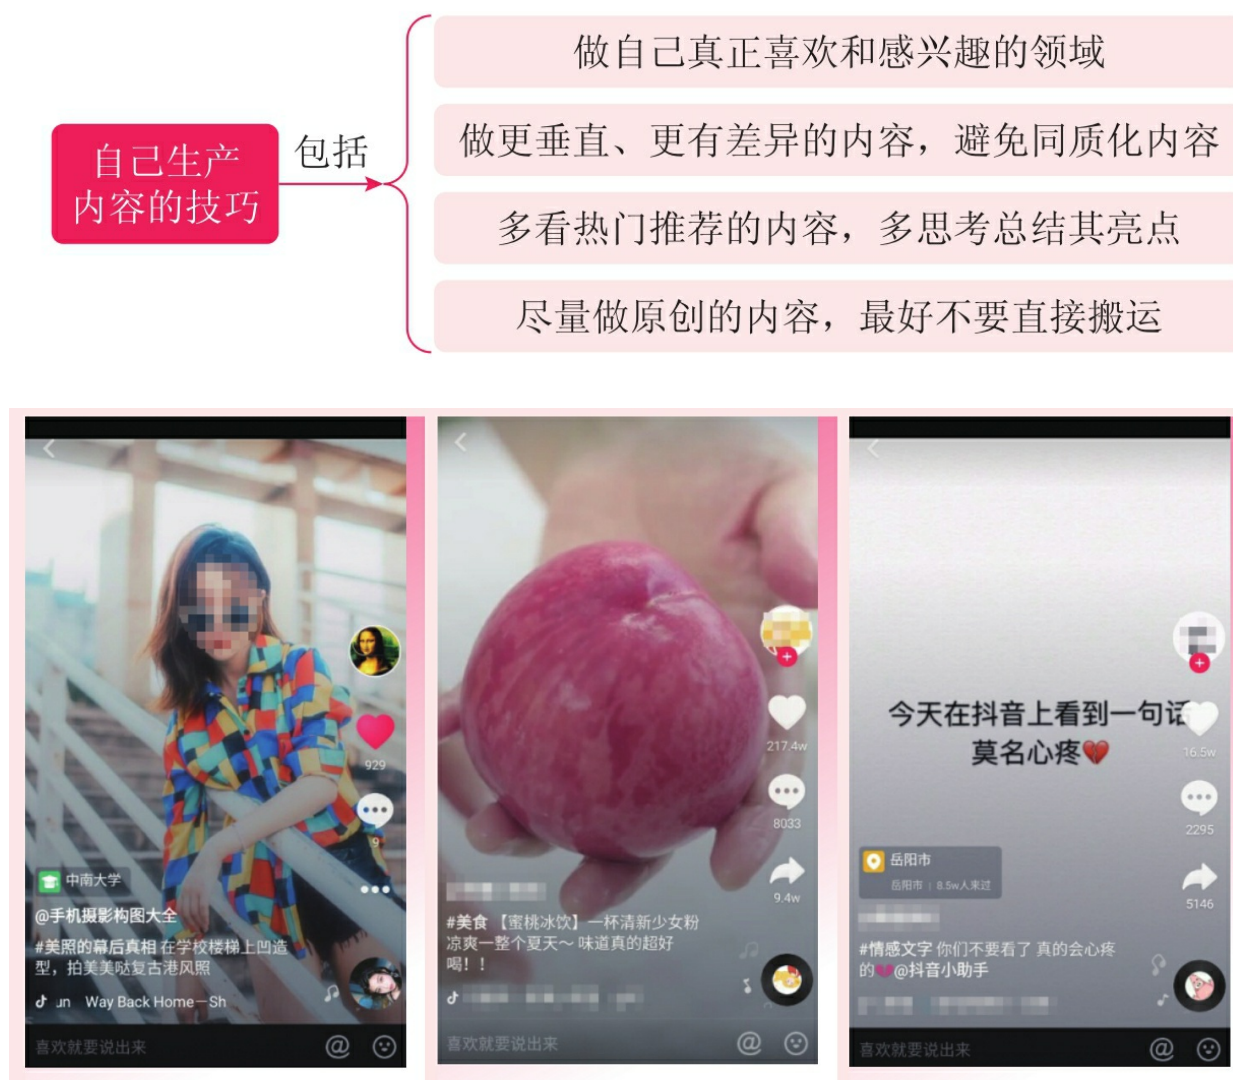 自己生产
内容的技巧
包括
做自己真正喜欢和感兴趣的领域
做更垂直、更有差异的内容，避免同质化内容
多看热门推荐的内容，多思考总结其亮点
尽量做原创的内容，最好不要直接搬运
929
9
中南大学
@手机摄影构图大全
#美照的幕后真相 在学校楼梯上凹造
型，拍美美哒复古港风照
un Way Back Home－Sh
喜欢就要说出来
217.4w
8033
9.4w
#美食 【蜜桃冰饮】一杯清新少女粉
凉爽一整个夏天～ 味道真的超好
喝！！
喜欢就要说出来
今天在抖音上看到一句话
莫名心疼
16.5w
2295
5146
岳阳市
岳阳市 | 8.5w人来过
#情感文字 你们不要看了 真的会心疼
的@抖音小助手
喜欢就要说出来